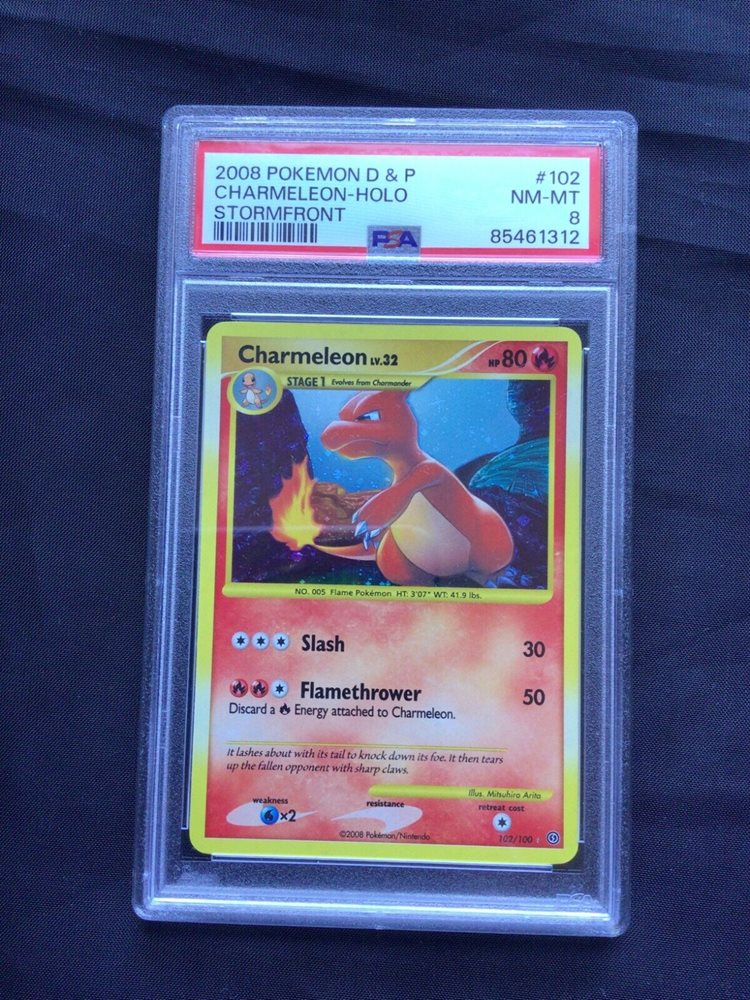 2008 POKEMON D & P #102
CHARMELEON-HOLO NM-MT
STORMFRONT 8
PSA 85461312
Charmeleon LV.32 HP 80
STAGE 1 Evolves from Charmander
NO. 005 Flame Pokémon HT: 3'07" WT: 41.9 lbs.
Slash 30
Flamethrower 50
Discard a Energy attached to Charmeleon.
It lashes about with its tail to knock down its foe. It then tears
up the fallen opponent with sharp claws.
Illus. Mitsuhiro Arita
weakness resistance retreat cost
×2
©2008 Pokémon/Nintendo 102/100